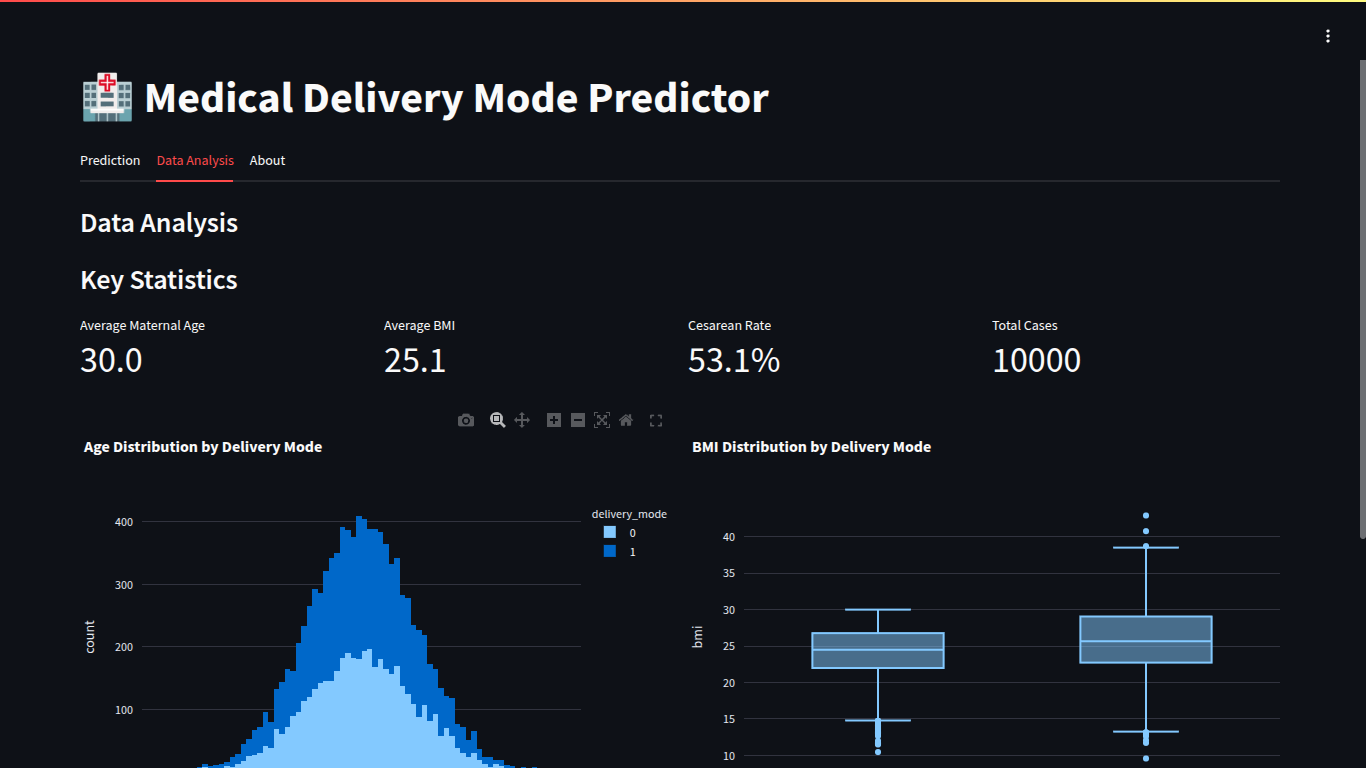 Medical Delivery Mode Predictor
Prediction Data Analysis About
Data Analysis
Key Statistics
Average Maternal Age
30.0
Average BMI
25.1
Cesarean Rate
53.1%
Total Cases
10000
Age Distribution by Delivery Mode
400
300
200
100
count
delivery_mode
0
1
BMI Distribution by Delivery Mode
40
35
30
25
20
15
10
bmi